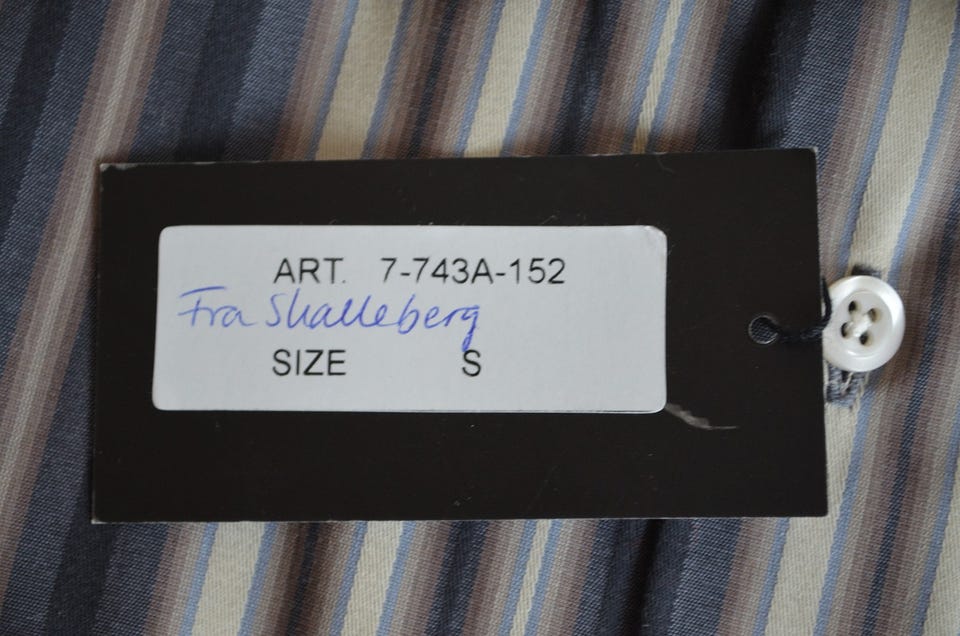 ART. 7-743A-152
Fra Skalleberg
SIZE S